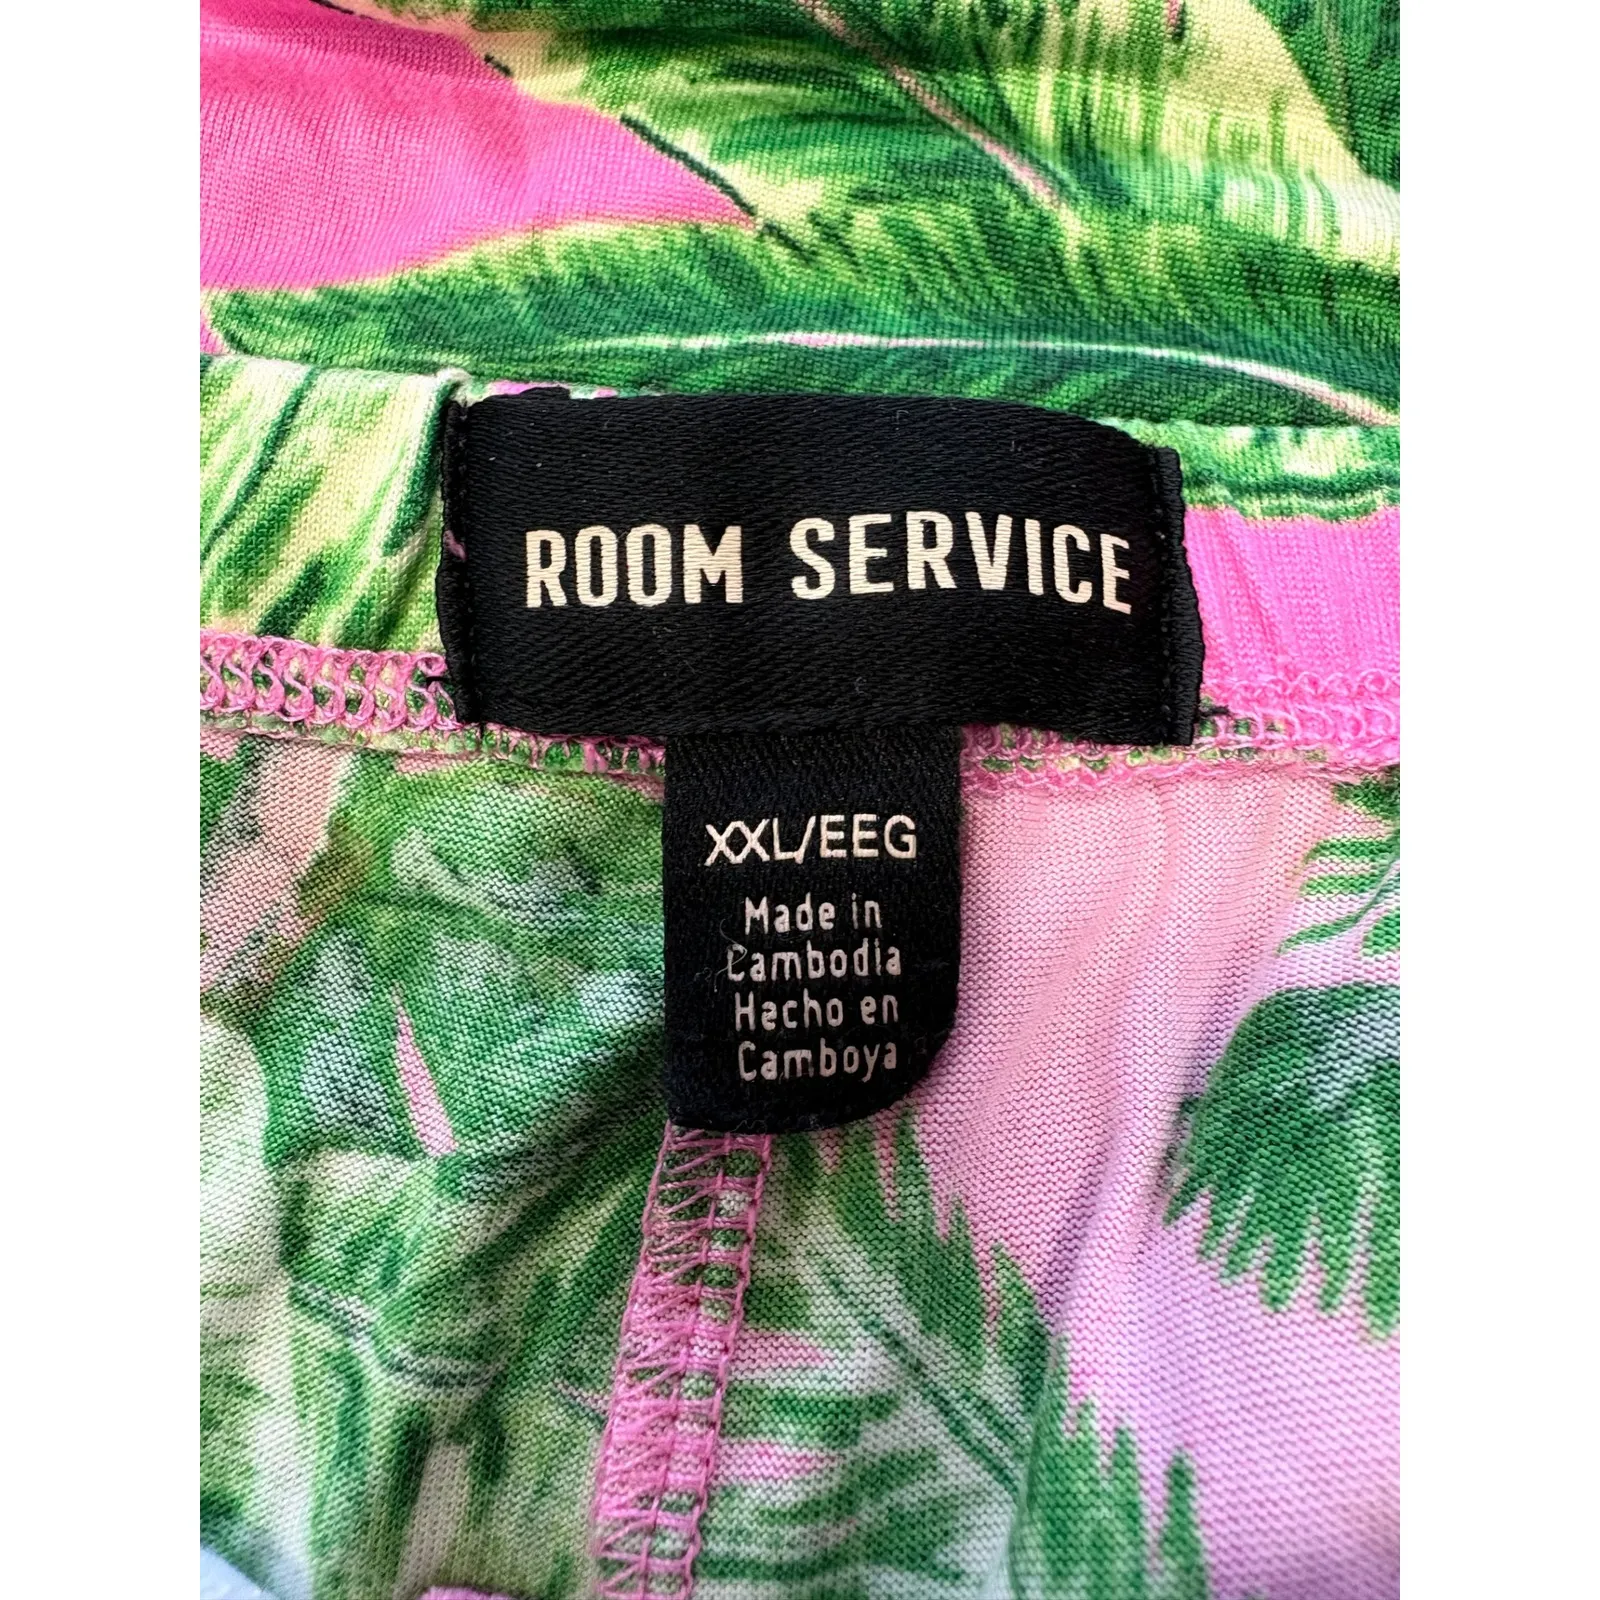 ROOM SERVICE
XXL/EEG
Made in
Cambodia
Hecho en
Camboya